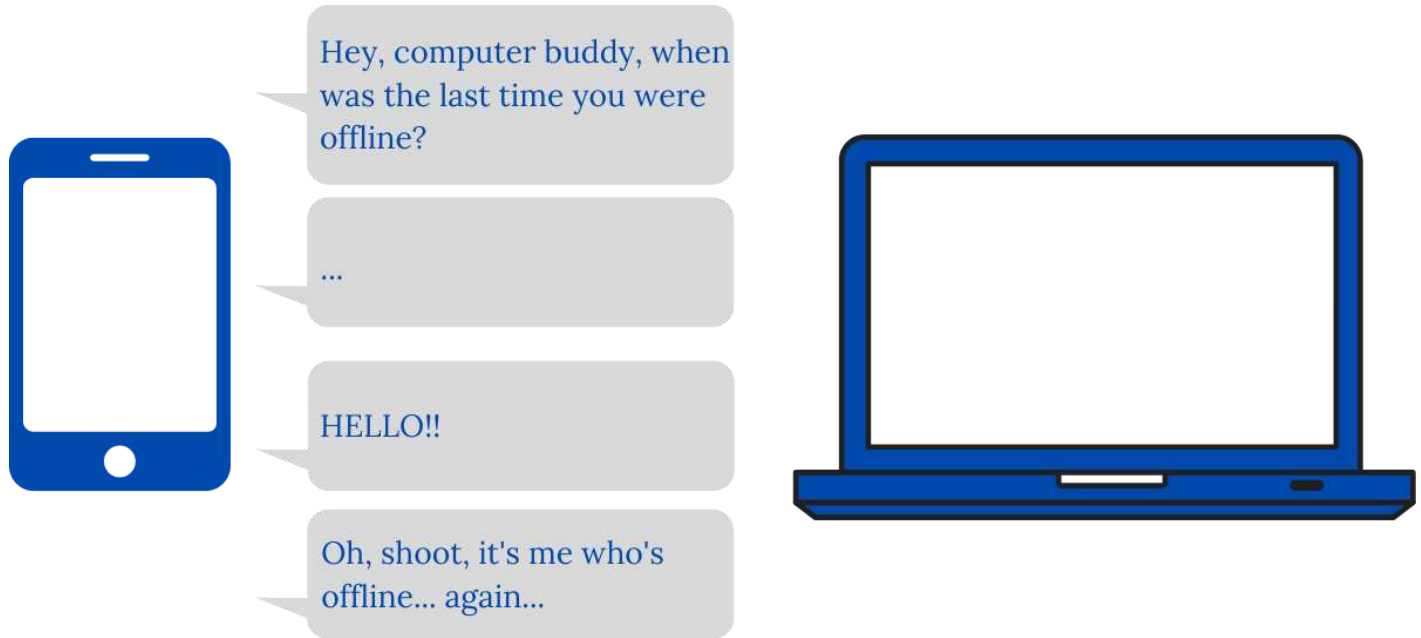 Hey, computer buddy, when
was the last time you were
offline?
...
HELLO!!
Oh, shoot, it's me who's
offline... again...